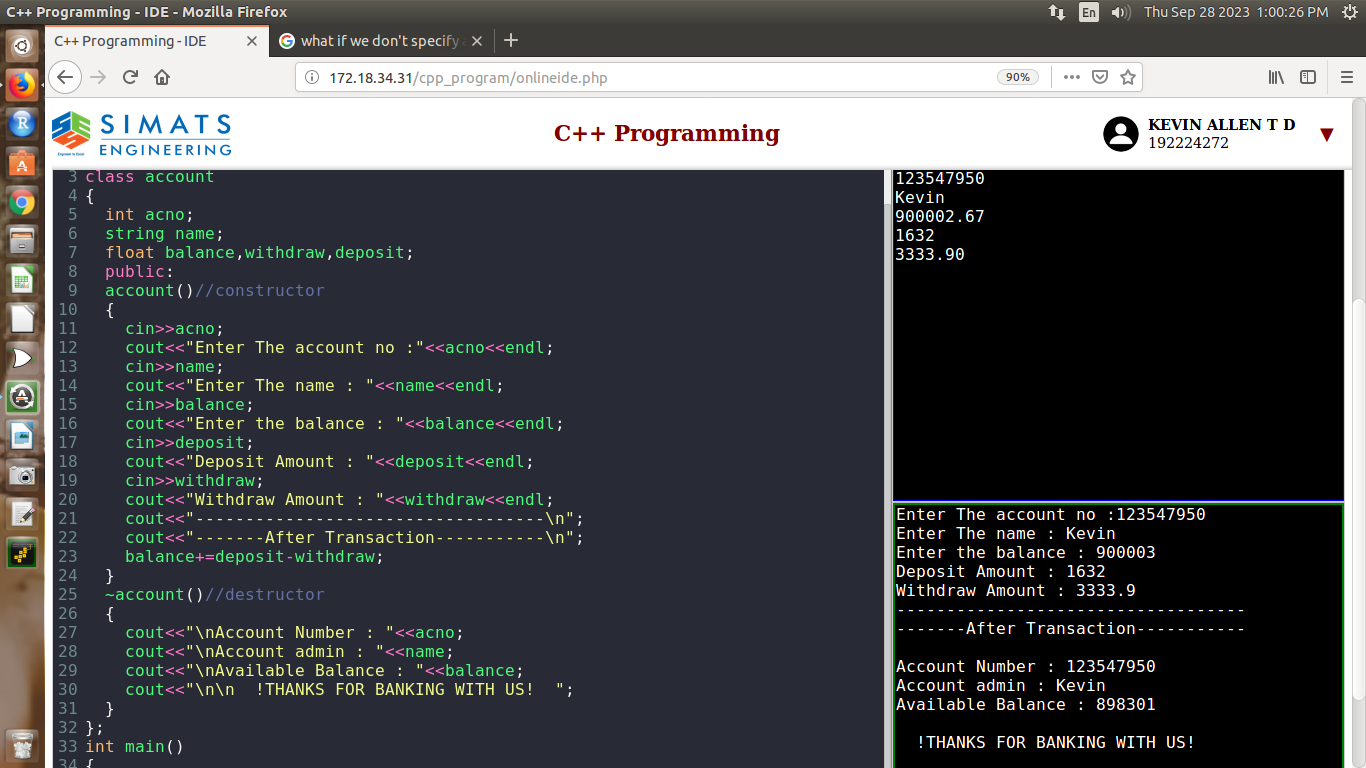 C++ Programming - IDE - Mozilla Firefox
En
Thu Sep 28 2023 1:00:26 PM
C++ Programming - IDE
what if we don't specify
172.18.34.31/cpp_program/onlineide.php
90%
SIMATS
ENGINEERING
Engineer to Excel
C++ Programming
KEVIN ALLEN T D
192224272
3 class account
4 {
5   int acno;
6   string name;
7   float balance,withdraw,deposit;
8   public:
9   account()//constructor
10   {
11     cin>>acno;
12     cout<<"Enter The account no :"<<acno<<endl;
13     cin>>name;
14     cout<<"Enter The name : "<<name<<endl;
15     cin>>balance;
16     cout<<"Enter the balance : "<<balance<<endl;
17     cin>>deposit;
18     cout<<"Deposit Amount : "<<deposit<<endl;
19     cin>>withdraw;
20     cout<<"Withdraw Amount : "<<withdraw<<endl;
21     cout<<"-----------------------------------\n";
22     cout<<"-------After Transaction-----------\n";
23     balance+=deposit-withdraw;
24   }
25   ~account()//destructor
26   {
27     cout<<"\nAccount Number : "<<acno;
28     cout<<"\nAccount admin : "<<name;
29     cout<<"\nAvailable Balance : "<<balance;
30     cout<<"\n\n  !THANKS FOR BANKING WITH US!  ";
31   }
32 };
33 int main()
34 {
123547950
Kevin
900002.67
1632
3333.90
Enter The account no :123547950
Enter The name : Kevin
Enter the balance : 900003
Deposit Amount : 1632
Withdraw Amount : 3333.9
-----------------------------------
-------After Transaction-----------
Account Number : 123547950
Account admin : Kevin
Available Balance : 898301
!THANKS FOR BANKING WITH US!